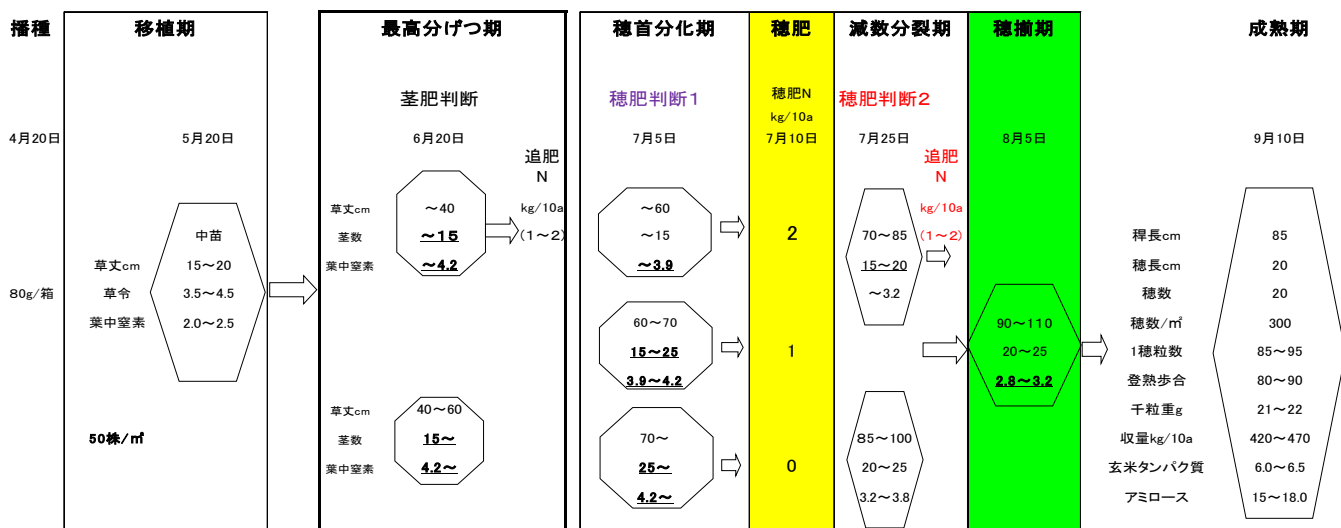 播種
移植期
最高分げつ期
穂首分化期
穂肥
減数分裂期
穂揃期
成熟期
茎肥判断
穂肥判断1
穂肥N
kg/10a
穂肥判断2
4月20日
5月20日
6月20日
7月5日
7月10日
7月25日
8月5日
9月10日
追肥
N
kg/10a
(1~2)
追肥
N
kg/10a
(1~2)
80g/箱
中苗
草丈cm 15~20
草令 3.5~4.5
葉中窒素 2.0~2.5
50株/㎡
草丈cm ~40
茎数 ~15
葉中窒素 ~4.2
草丈cm 40~60
茎数 15~
葉中窒素 4.2~
~60
~15
~3.9
60~70
15~25
3.9~4.2
70~
25~
4.2~
2
1
0
70~85
15~20
~3.2
85~100
20~25
3.2~3.8
90~110
20~25
2.8~3.2
稈長cm 85
穂長cm 20
穂数 20
穂数/㎡ 300
1穂粒数 85~95
登熟歩合 80~90
千粒重g 21~22
収量kg/10a 420~470
玄米タンパク質 6.0~6.5
アミロース 15~18.0